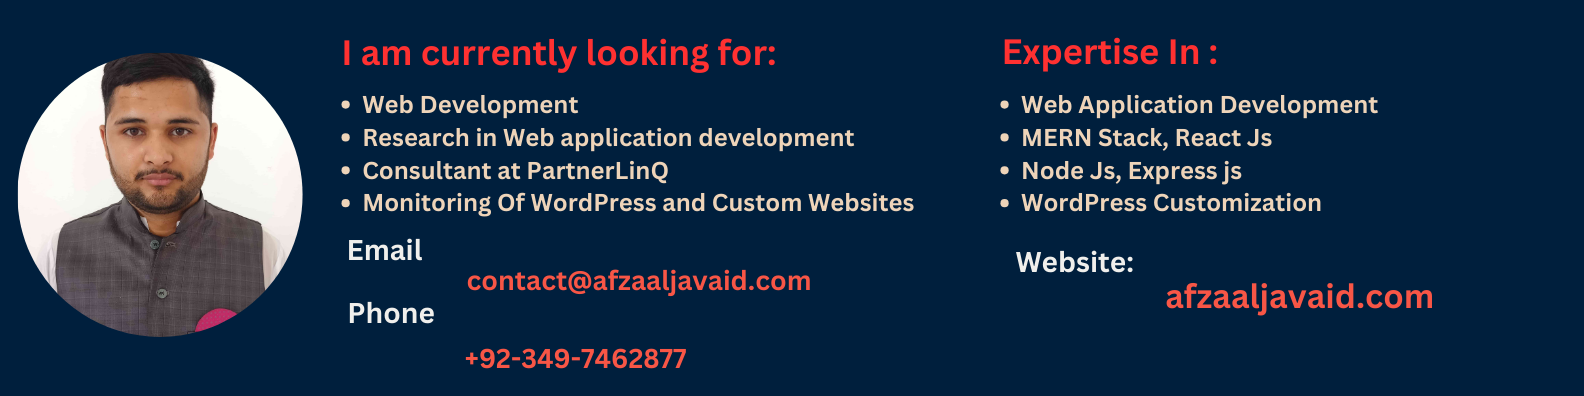 I am currently looking for:
Web Development
Research in Web application development
Consultant at PartnerLinQ
Monitoring Of WordPress and Custom Websites
Email
contact@afzaaljavaid.com
Phone
+92-349-7462877
Expertise In :
Web Application Development
MERN Stack, React Js
Node Js, Express js
WordPress Customization
Website:
afzaaljavaid.com